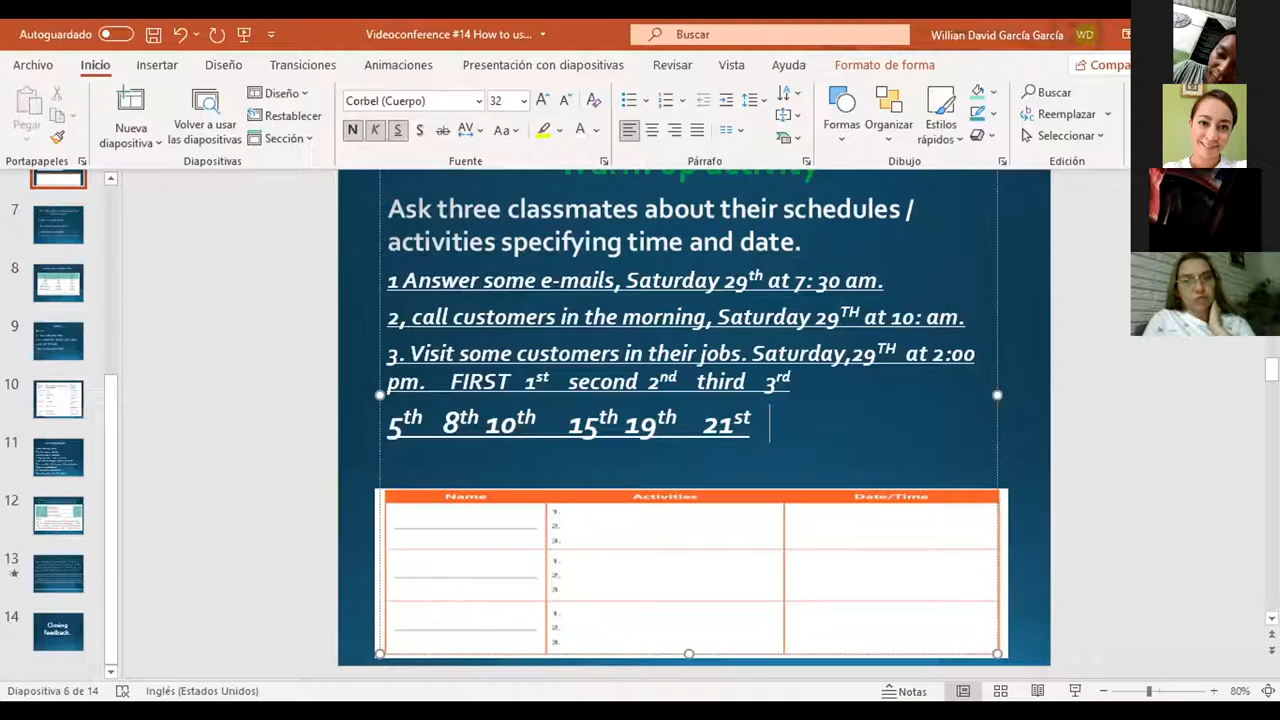 Autoguardado
Videoconference #14 How to us...
Buscar
Willian David García García
WD
Archivo
Inicio
Insertar
Diseño
Transiciones
Animaciones
Presentación con diapositivas
Revisar
Vista
Ayuda
Formato de forma
Compa
Pegar
Nueva diapositiva
Volver a usar las diapositivas
Diseño
Restablecer
Sección
Corbel (Cuerpo)
32
N K S S ab AV Aa A
Formas
Organizar
Estilos rápidos
Buscar
Reemplazar
Seleccionar
Portapapeles
Diapositivas
Fuente
Párrafo
Dibujo
Edición
7
8
9
10
11
12
13
14
Closing feedback.
Warm up activity
Ask three classmates about their schedules /
activities specifying time and date.
1 Answer some e-mails, Saturday 29th at 7: 30 am.
2, call customers in the morning, Saturday 29TH at 10: am.
3. Visit some customers in their jobs. Saturday,29TH at 2:00
pm. FIRST 1st second 2nd third 3rd
5th 8th 10th 15th 19th 21st
Name Activities Date/Time
1.
2.
3.
1.
2.
3.
1.
2.
3.
Diapositiva 6 de 14
Inglés (Estados Unidos)
Notas
80%